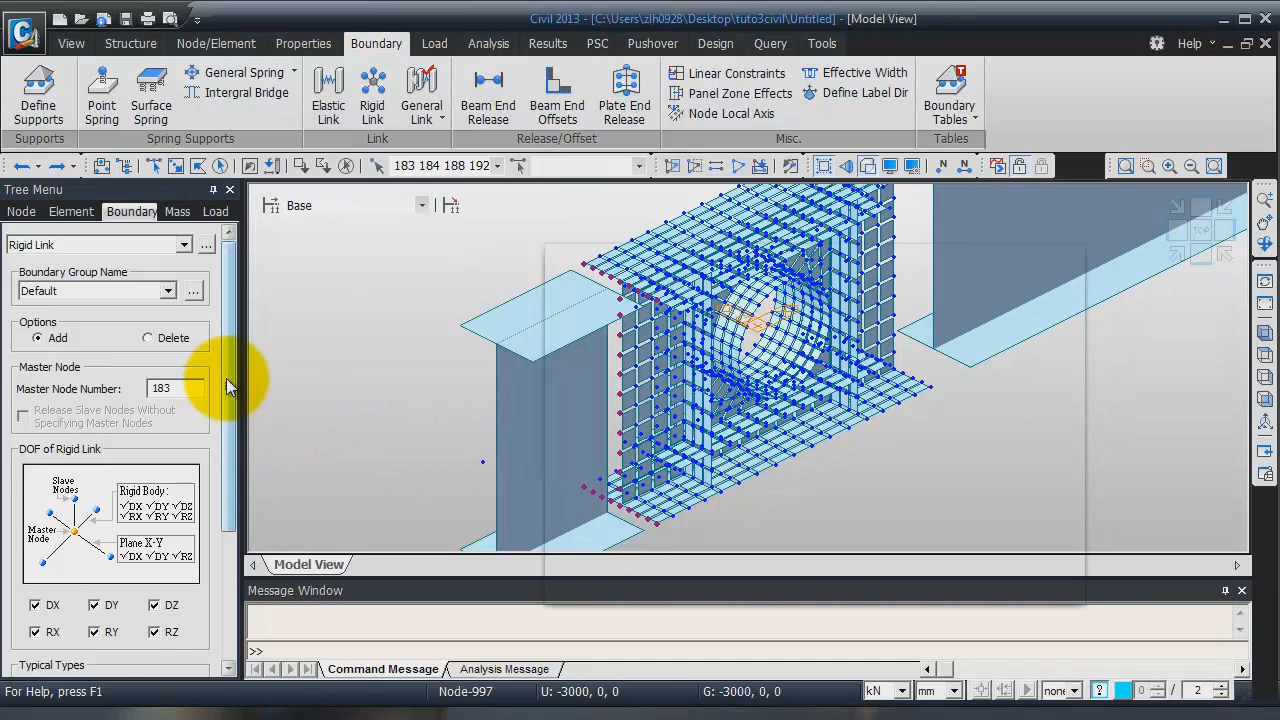 Civil 2013 - [C:\Users\zlh0928\Desktop\tuto3civil\Untitled] - [Model View]
View Structure Node/Element Properties Boundary Load Analysis Results PSC Pushover Design Query Tools Help
Define Supports
Point Spring
Surface Spring
General Spring
Intergral Bridge
Elastic Link
Rigid Link
General Link
Beam End Release
Beam End Offsets
Plate End Release
Linear Constraints
Panel Zone Effects
Node Local Axis
Effective Width
Define Label Dir
Boundary Tables
Supports Spring Supports Link Release/Offset Misc. Tables
183 184 188 192
Tree Menu
Node Element Boundary Mass Load
Base
TOP
Rigid Link
...
Boundary Group Name
Default
...
Options
Add Delete
Master Node
Master Node Number: 183
Release Slave Nodes Without
Specifying Master Nodes
DOF of Rigid Link
Slave
Nodes
Master
Node
Rigid Body:
√DX √DY √DZ
√RX √RY √RZ
Plane X-Y
√DX √DY √RZ
DX DY DZ
RX RY RZ
Typical Types
Model View
Message Window
>>
Command Message Analysis Message
For Help, press F1
Node-997
U: -3000, 0, 0
G: -3000, 0, 0
kN
mm
none
?
0
/ 2